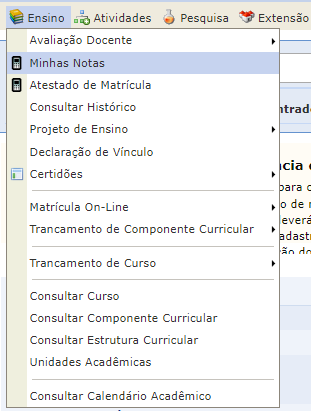 Ensino Atividades Pesquisa Extensão
Avaliação Docente
Minhas Notas
Atestado de Matrícula
Consultar Histórico
Projeto de Ensino
Declaração de Vínculo
Certidões
Matrícula On-Line
Trancamento de Componente Curricular
Trancamento de Curso
Consultar Curso
Consultar Componente Curricular
Consultar Estrutura Curricular
Unidades Acadêmicas
Consultar Calendário Acadêmico